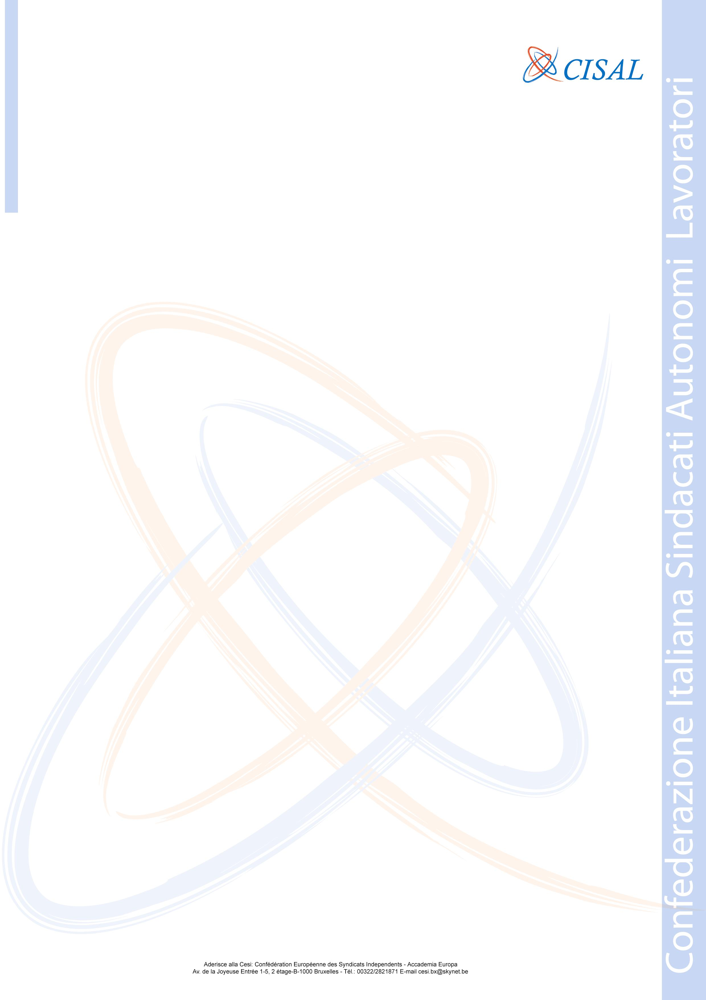 CISAL
Confederazione Italiana Sindacati Autonomi Lavoratori
Aderisce alla Cesi: Confédération Européenne des Syndicats Independents - Accademia Europa
Av. de la Joyeuse Entrée 1-5, 2 étage-B-1000 Bruxelles - Tél.: 00322/2821871 E-mail cesi.bx@skynet.be